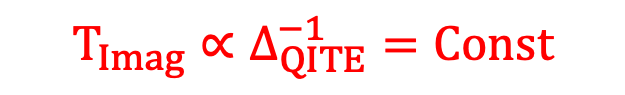 T_Imag ∝ Δ_QITE^−1 = Const